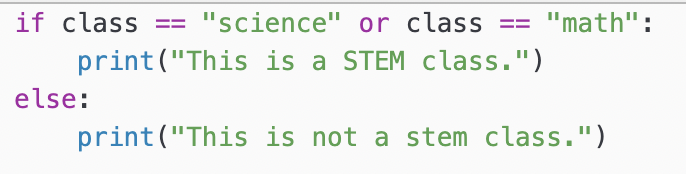 if class == "science" or class == "math":
    print("This is a STEM class.")
else:
    print("This is not a stem class.")